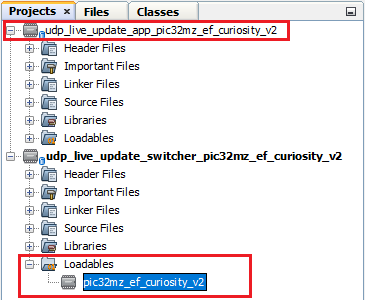 Projects × Files Classes
udp_live_update_app_pic32mz_ef_curiosity_v2
Header Files
Important Files
Linker Files
Source Files
Libraries
Loadables
udp_live_update_switcher_pic32mz_ef_curiosity_v2
Header Files
Important Files
Linker Files
Source Files
Libraries
Loadables
pic32mz_ef_curiosity_v2